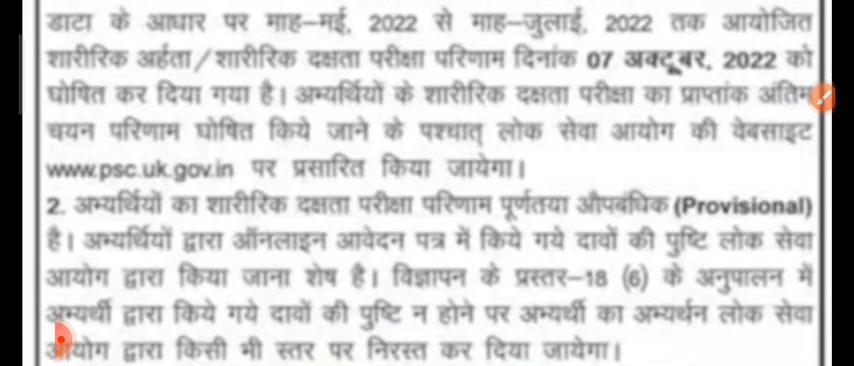 डाटा के आधार पर माह–मई, 2022 से माह–जुलाई, 2022 तक आयोजित
शारीरिक अर्हता/शारीरिक दक्षता परीक्षा परिणाम दिनांक 07 अक्टूबर, 2022 को
घोषित कर दिया गया है। अभ्यर्थियों के शारीरिक दक्षता परीक्षा का प्राप्तांक अंतिम
चयन परिणाम घोषित किये जाने के पश्चात् लोक सेवा आयोग की वेबसाइट
www.psc.uk.gov.in पर प्रसारित किया जायेगा।
2. अभ्यर्थियों का शारीरिक दक्षता परीक्षा परिणाम पूर्णतया औपबंधिक (Provisional)
है। अभ्यर्थियों द्वारा ऑनलाइन आवेदन पत्र में किये गये दावों की पुष्टि लोक सेवा
आयोग द्वारा किया जाना शेष है। विज्ञापन के प्रस्तर–18 (6) के अनुपालन में
अभ्यर्थी द्वारा किये गये दावों की पुष्टि न होने पर अभ्यर्थी का अभ्यर्थन लोक सेवा
आयोग द्वारा किसी भी स्तर पर निरस्त कर दिया जायेगा।